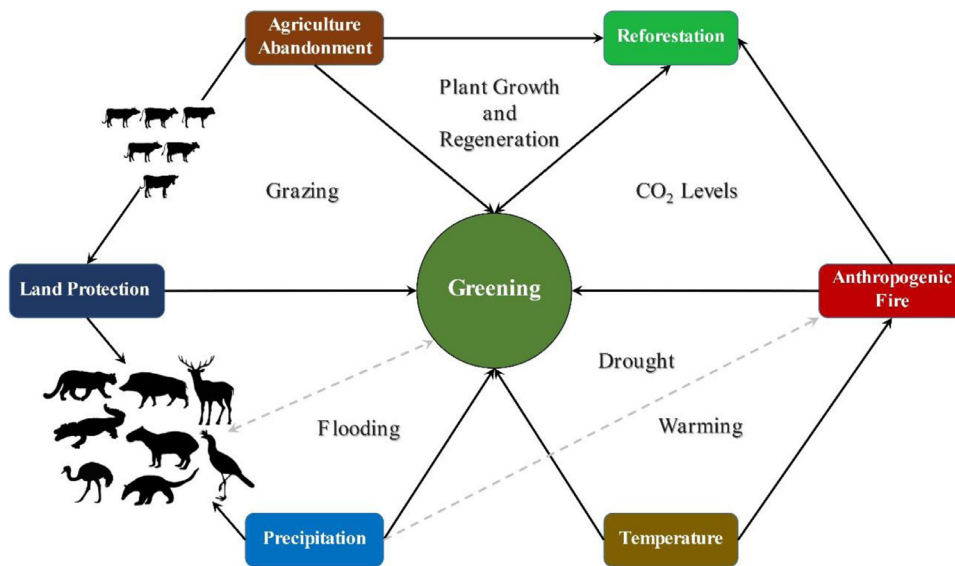 Agriculture
Abandonment
Reforestation
Plant Growth
and
Regeneration
Grazing
CO₂ Levels
Land Protection
Greening
Anthropogenic
Fire
Drought
Flooding
Warming
Precipitation
Temperature